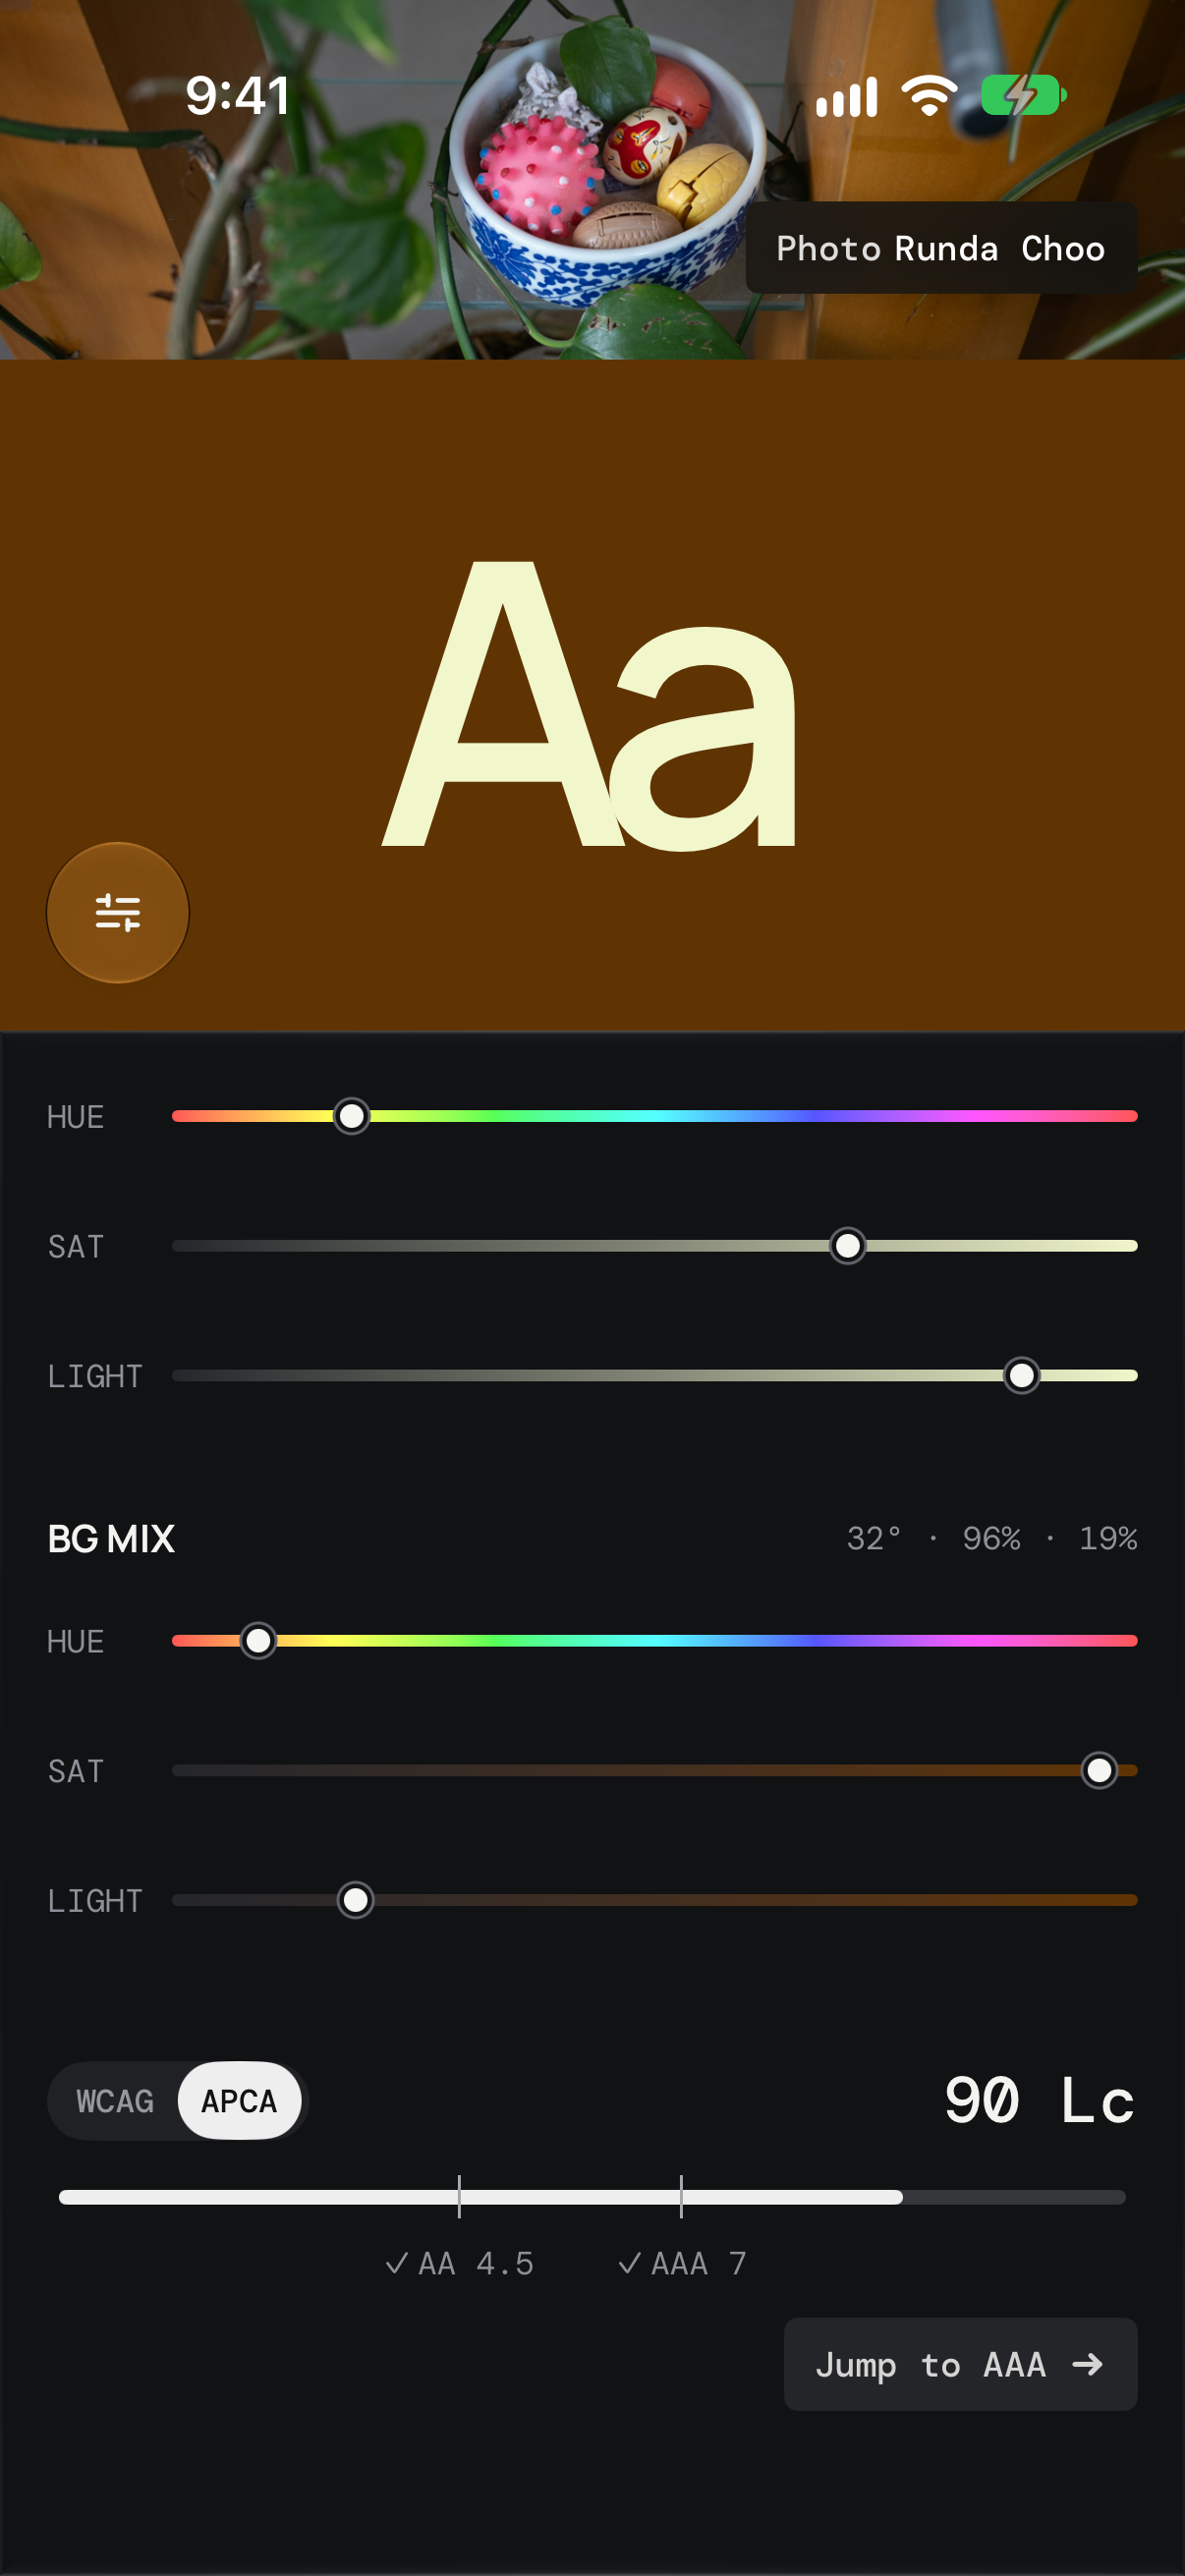 9:41
Photo Runda Choo
Aa
HUE
SAT
LIGHT
BG MIX 32° · 96% · 19%
HUE
SAT
LIGHT
WCAG APCA 90 Lc
✓ AA 4.5 ✓ AAA 7
Jump to AAA →